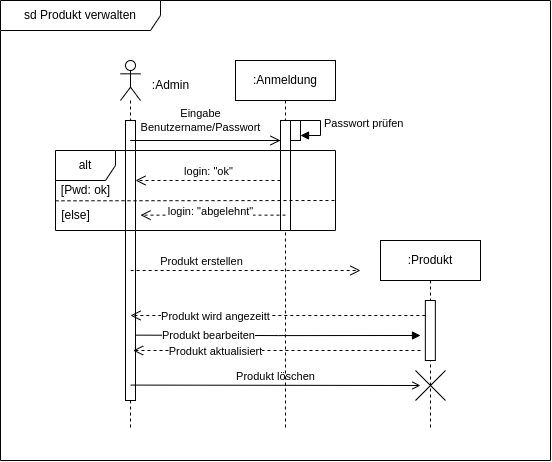 sd Produkt verwalten
:Admin
:Anmeldung
Eingabe
Benutzername/Passwort
Passwort prüfen
alt
login: "ok"
[Pwd: ok]
[else]
login: "abgelehnt"
Produkt erstellen
:Produkt
Produkt wird angezeitt
Produkt bearbeiten
Produkt aktualisiert
Produkt löschen